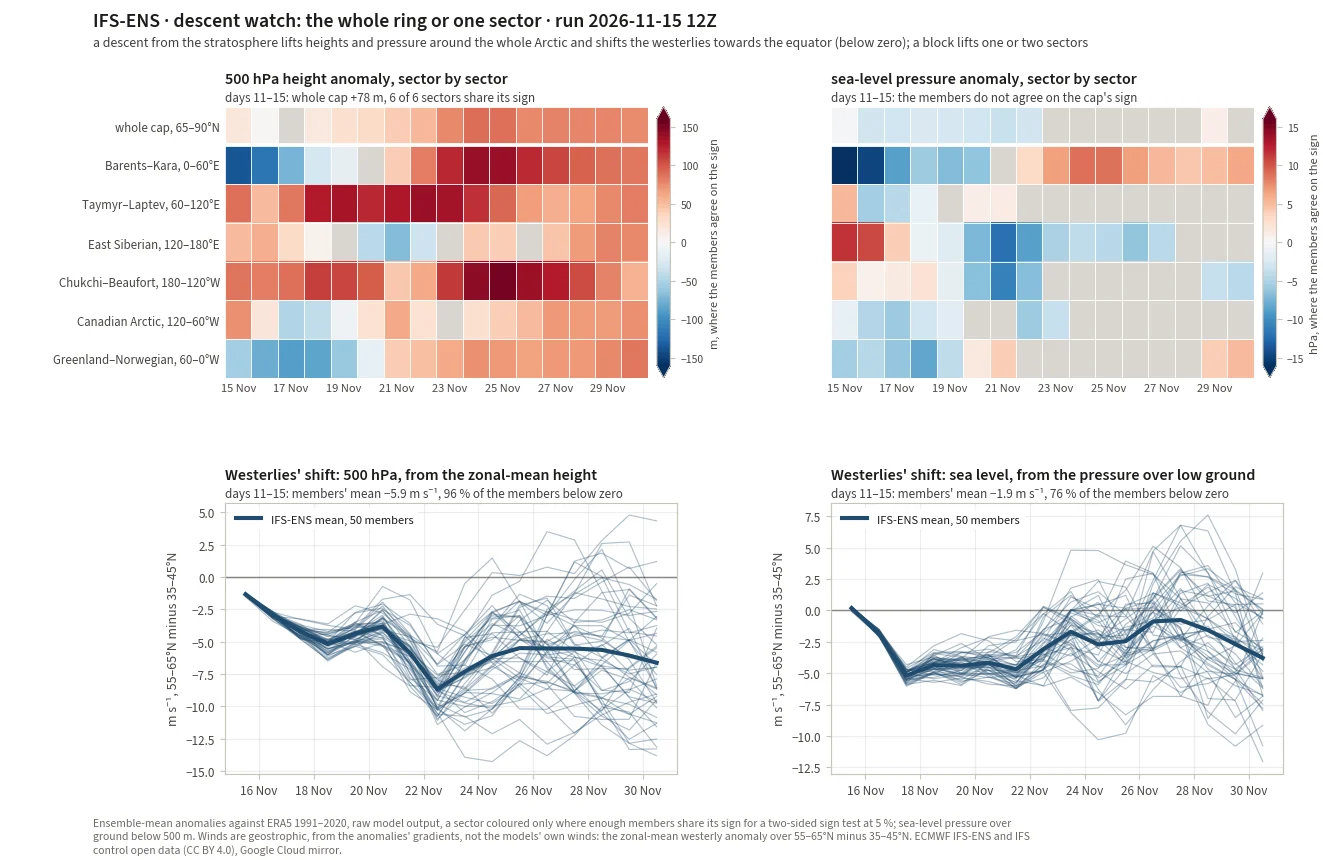 IFS-ENS · descent watch: the whole ring or one sector · run 2026-11-15 12Z
a descent from the stratosphere lifts heights and pressure around the whole Arctic and shifts the westerlies towards the equator (below zero); a block lifts one or two sectors
500 hPa height anomaly, sector by sector
days 11–15: whole cap +78 m, 6 of 6 sectors share its sign
whole cap, 65–90°N
Barents–Kara, 0–60°E
Taymyr–Laptev, 60–120°E
East Siberian, 120–180°E
Chukchi–Beaufort, 180–120°W
Canadian Arctic, 120–60°W
Greenland–Norwegian, 60–0°W
15 Nov 17 Nov 19 Nov 21 Nov 23 Nov 25 Nov 27 Nov 29 Nov
150
100
50
0
−50
−100
−150
m, where the members agree on the sign
sea-level pressure anomaly, sector by sector
days 11–15: the members do not agree on the cap's sign
15 Nov 17 Nov 19 Nov 21 Nov 23 Nov 25 Nov 27 Nov 29 Nov
15
10
5
0
−5
−10
−15
hPa, where the members agree on the sign
Westerlies' shift: 500 hPa, from the zonal-mean height
days 11–15: members' mean −5.9 m s⁻¹, 96 % of the members below zero
IFS-ENS mean, 50 members
5.0
2.5
0.0
−2.5
−5.0
−7.5
−10.0
−12.5
−15.0
m s⁻¹, 55–65°N minus 35–45°N
16 Nov 18 Nov 20 Nov 22 Nov 24 Nov 26 Nov 28 Nov 30 Nov
Westerlies' shift: sea level, from the pressure over low ground
days 11–15: members' mean −1.9 m s⁻¹, 76 % of the members below zero
IFS-ENS mean, 50 members
7.5
5.0
2.5
0.0
−2.5
−5.0
−7.5
−10.0
−12.5
m s⁻¹, 55–65°N minus 35–45°N
16 Nov 18 Nov 20 Nov 22 Nov 24 Nov 26 Nov 28 Nov 30 Nov
Ensemble-mean anomalies against ERA5 1991–2020, raw model output, a sector coloured only where enough members share its sign for a two-sided sign test at 5 %; sea-level pressure over
ground below 500 m. Winds are geostrophic, from the anomalies' gradients, not the models' own winds: the zonal-mean westerly anomaly over 55–65°N minus 35–45°N. ECMWF IFS-ENS and IFS
control open data (CC BY 4.0), Google Cloud mirror.